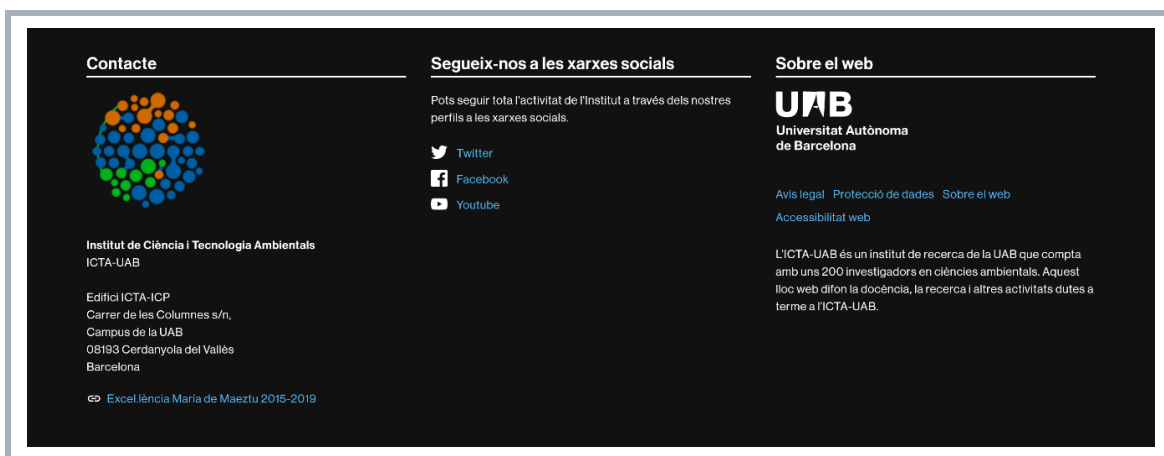 Contacte
Institut de Ciència i Tecnologia Ambientals
ICTA-UAB
Edifici ICTA-ICP
Carrer de les Columnes s/n,
Campus de la UAB
08193 Cerdanyola del Vallès
Barcelona
Excel.lència María de Maeztu 2015-2019
Segueix-nos a les xarxes socials
Pots seguir tota l'activitat de l'Institut a través dels nostres
perfils a les xarxes socials.
Twitter
Facebook
Youtube
Sobre el web
UAB
Universitat Autònoma
de Barcelona
Avís legal Protecció de dades Sobre el web
Accessibilitat web
L'ICTA-UAB és un institut de recerca de la UAB que compta
amb uns 200 investigadors en ciències ambientals. Aquest
lloc web difon la docència, la recerca i altres activitats dutes a
terme a l'ICTA-UAB.